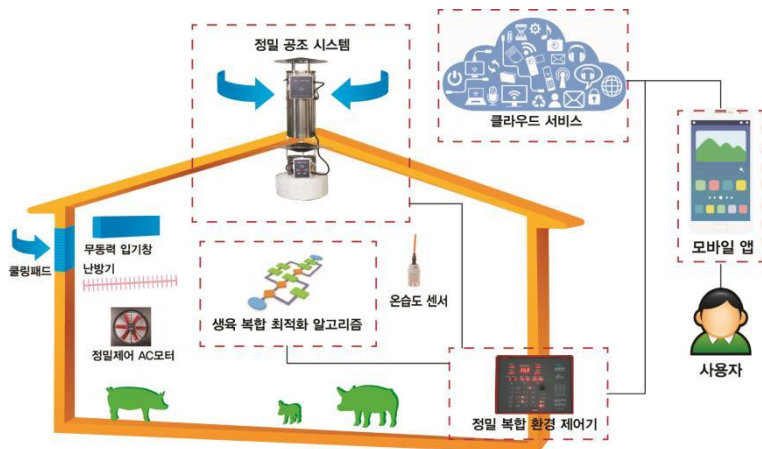 정밀 공조 시스템
클라우드 서비스
무동력 입기창
쿨링패드
난방기
정밀제어 AC모터
생육 복합 최적화 알고리즘
온습도 센서
모바일 앱
사용자
정밀 복합 환경 제어기